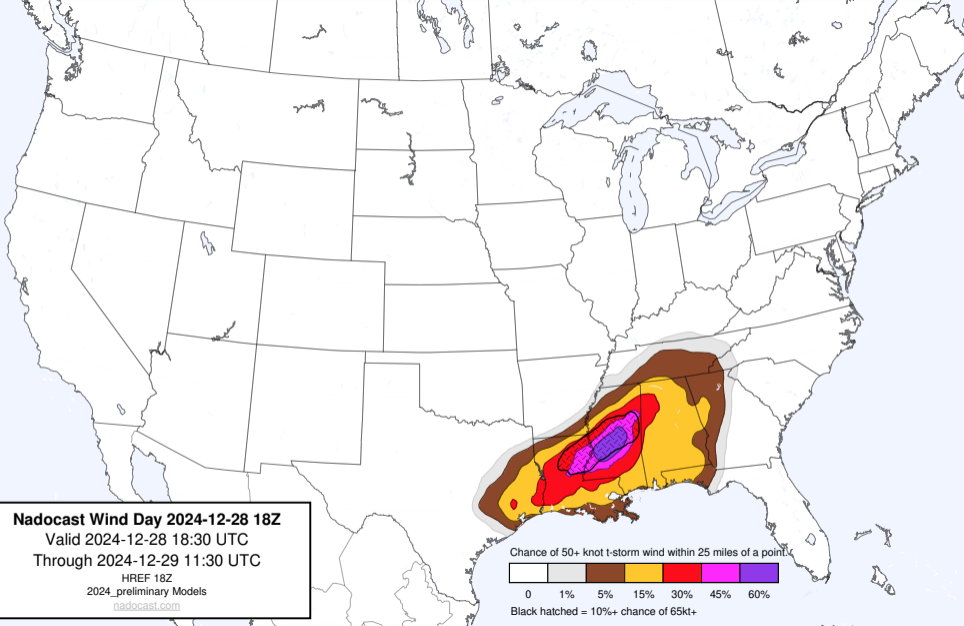 Nadocast Wind Day 2024-12-28 18Z
Valid 2024-12-28 18:30 UTC
Through 2024-12-29 11:30 UTC
HREF 18Z
2024_preliminary Models
nadocast.com
Chance of 50+ knot t-storm wind within 25 miles of a point.
0 1% 5% 15% 30% 45% 60%
Black hatched = 10%+ chance of 65kt+